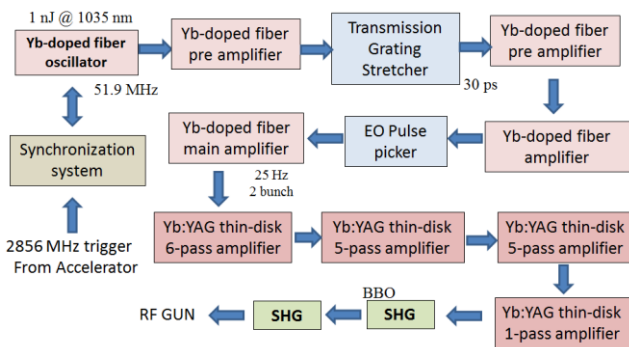 1 nJ @ 1035 nm
Yb-doped fiber
oscillator
51.9 MHz
Yb-doped fiber
pre amplifier
Transmission
Grating
Stretcher
30 ps
Yb-doped fiber
pre amplifier
Synchronization
system
2856 MHz trigger
From Accelerator
Yb-doped fiber
main amplifier
25 Hz
2 bunch
EO Pulse
picker
Yb-doped fiber
amplifier
Yb:YAG thin-disk
6-pass amplifier
Yb:YAG thin-disk
5-pass amplifier
Yb:YAG thin-disk
5-pass amplifier
RF GUN
SHG
BBO
SHG
Yb:YAG thin-disk
1-pass amplifier